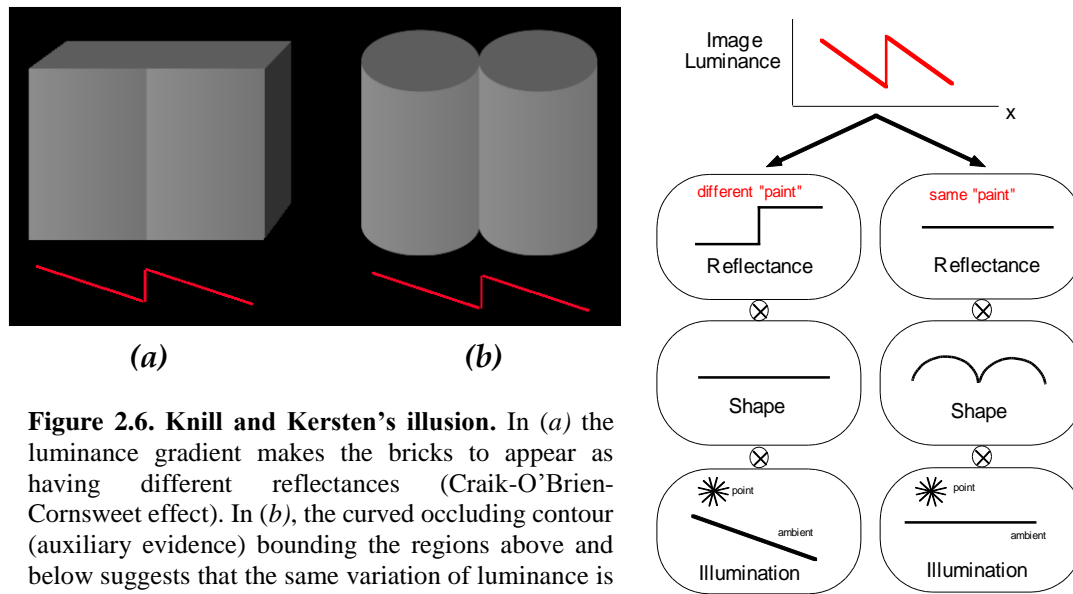 (a)
(b)
Figure 2.6. Knill and Kersten's illusion. In (a) the
luminance gradient makes the bricks to appear as
having different reflectances (Craik-O'Brien-
Cornsweet effect). In (b), the curved occluding contour
(auxiliary evidence) bounding the regions above and
below suggests that the same variation of luminance is
Image
Luminance
x
different "paint"
Reflectance
same "paint"
Reflectance
Shape
Shape
point
ambient
Illumination
point
ambient
Illumination